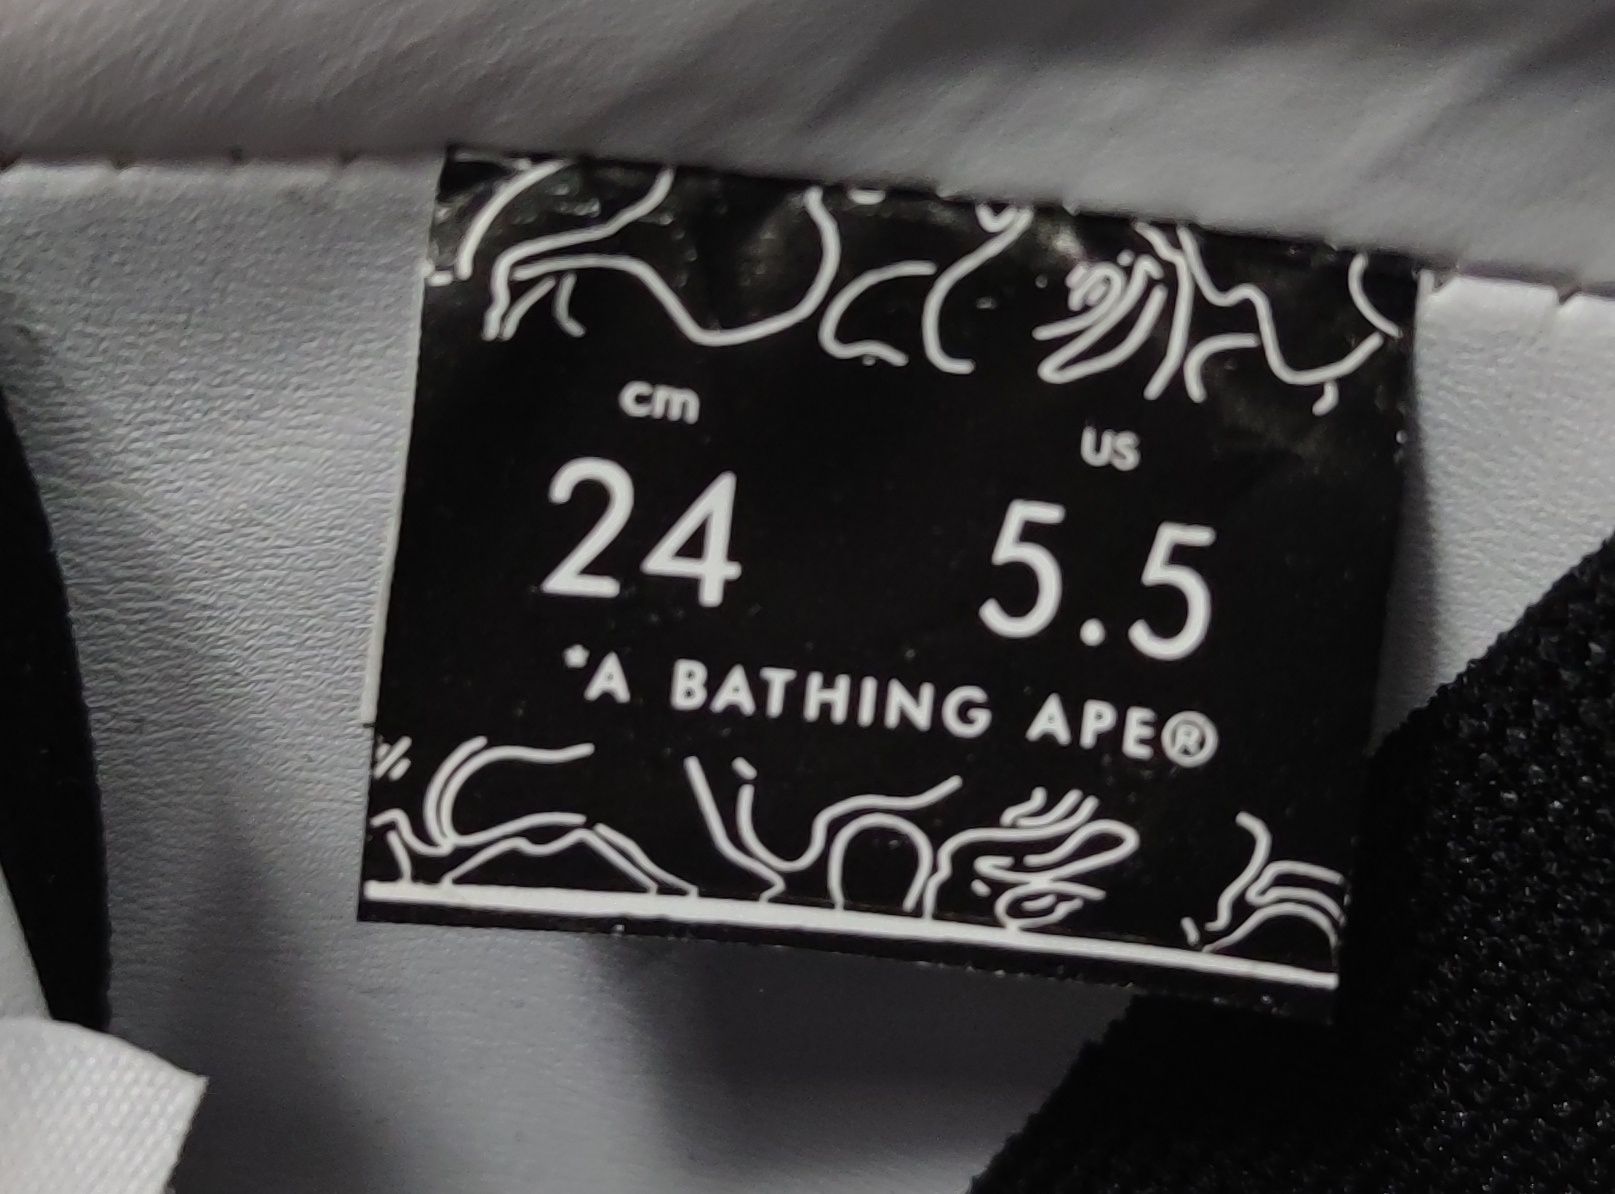 cm US
24 5.5
*A BATHING APE®